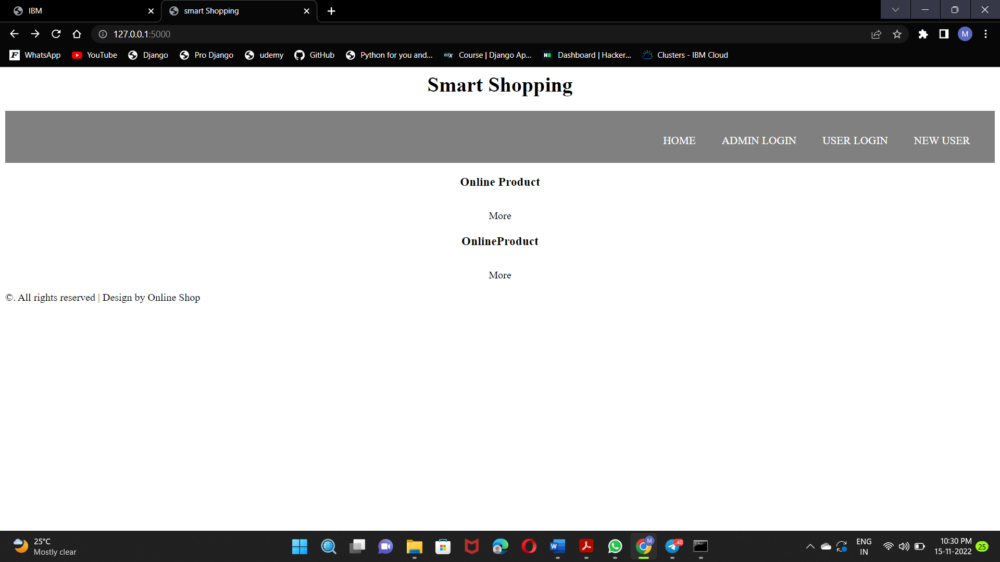 IBM
smart Shopping
127.0.0.1:5000
M
F WhatsApp YouTube Django Pro Django udemy GitHub Python for you and... edX Course | Django Ap... H Dashboard | Hacker... Clusters - IBM Cloud
Smart Shopping
HOME ADMIN LOGIN USER LOGIN NEW USER
Online Product
More
OnlineProduct
More
©. All rights reserved | Design by Online Shop
25°C
Mostly clear
W
M
..40
ENG
IN
10:30 PM
15-11-2022
25